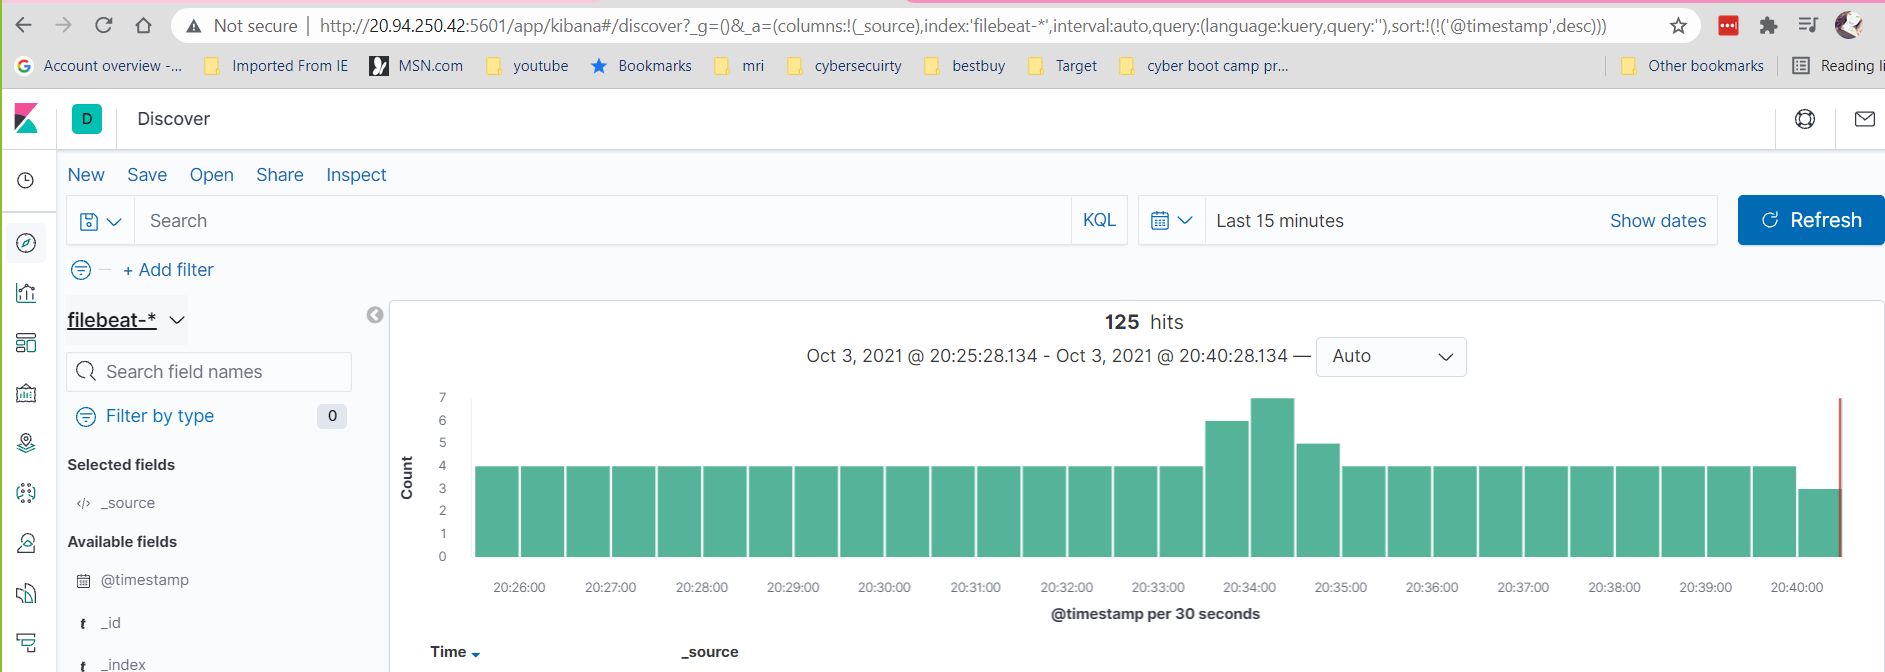 Not secure | http://20.94.250.42:5601/app/kibana#/discover?_g=()&_a=(columns:!(_source),index:'filebeat-*',interval:auto,query:(language:kuery,query:''),sort:!(!('@timestamp',desc)))
Account overview -... Imported From IE MSN.com youtube Bookmarks mri cybersecuirty bestbuy Target cyber boot camp pr... Other bookmarks Reading li
D Discover
New Save Open Share Inspect
Search KQL Last 15 minutes Show dates Refresh
+ Add filter
filebeat-*
Search field names
Filter by type 0
Selected fields
</> _source
Available fields
@timestamp
t _id
t _index
125 hits
Oct 3, 2021 @ 20:25:28.134 - Oct 3, 2021 @ 20:40:28.134 — Auto
Count
7
6
5
4
3
2
1
0
20:26:00 20:27:00 20:28:00 20:29:00 20:30:00 20:31:00 20:32:00 20:33:00 20:34:00 20:35:00 20:36:00 20:37:00 20:38:00 20:39:00 20:40:00
@timestamp per 30 seconds
Time _source